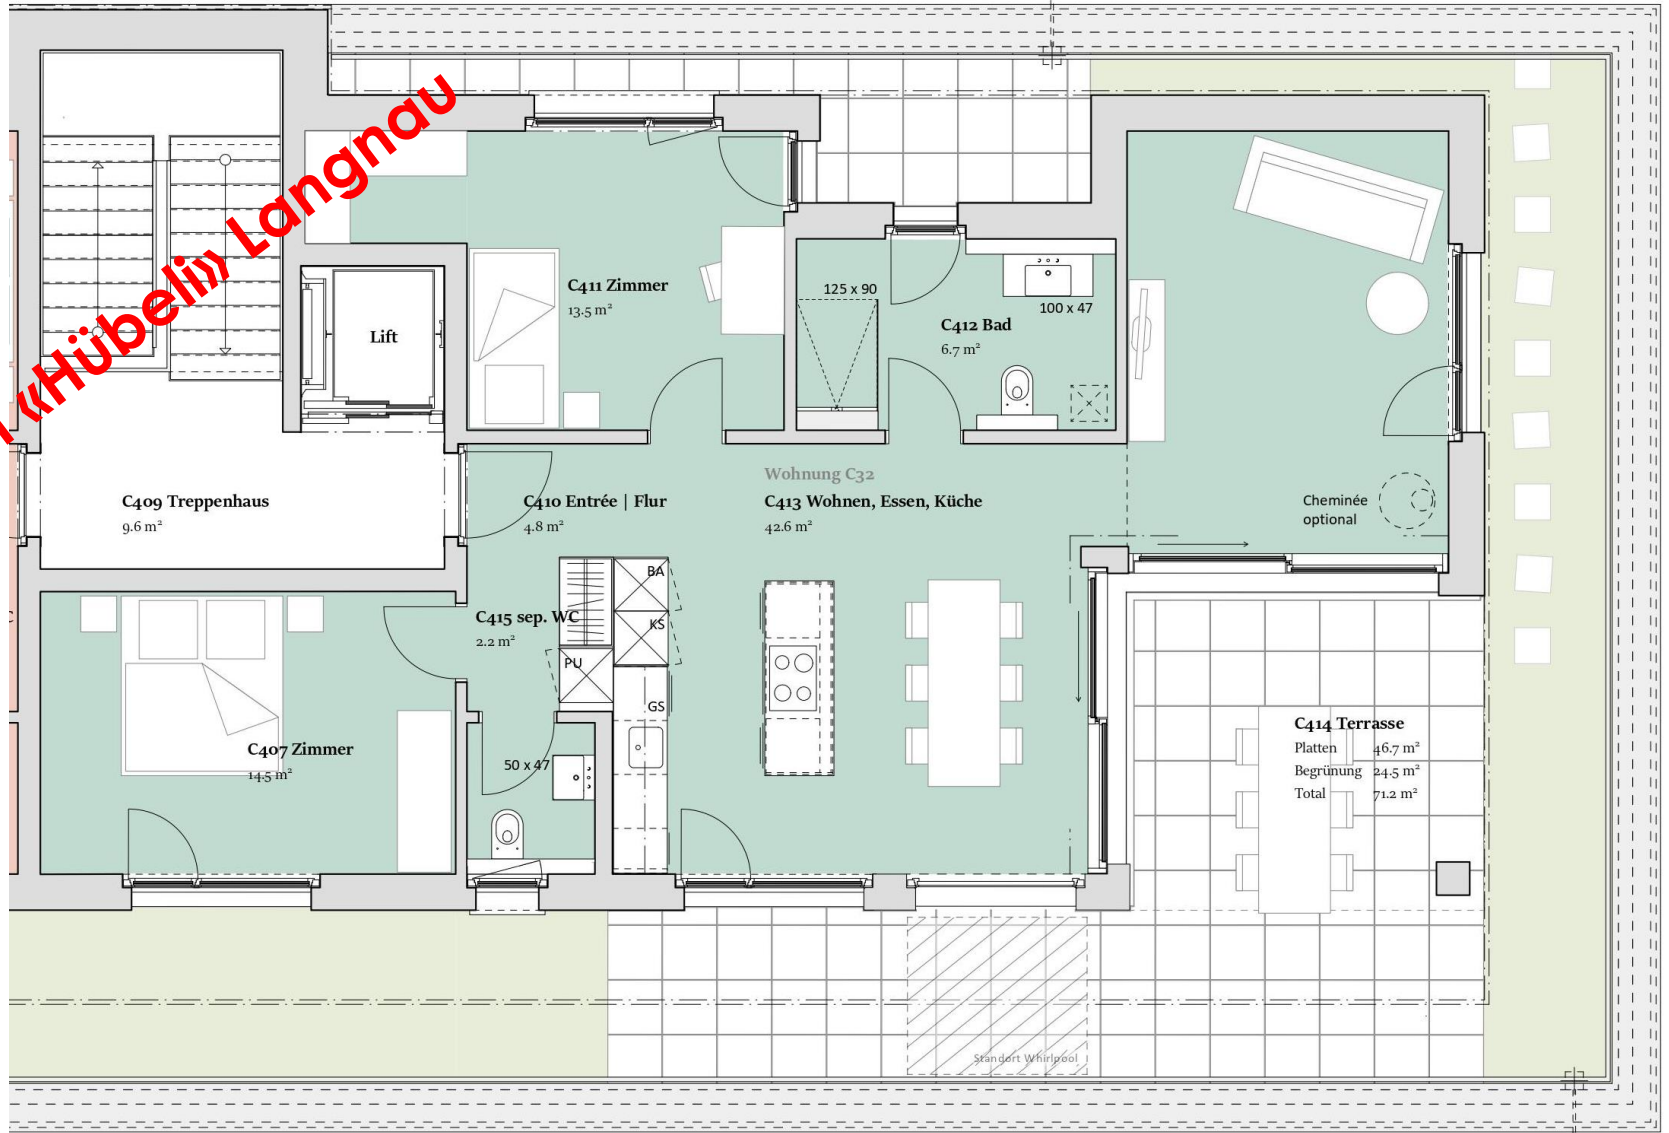 «Hübeli» Langnau
Lift
C411 Zimmer
13.5 m²
125 x 90
100 x 47
C412 Bad
6.7 m²
C409 Treppenhaus
9.6 m²
C410 Entrée | Flur
4.8 m²
Wohnung C32
C413 Wohnen, Essen, Küche
42.6 m²
Cheminée
optional
BA
KS
C415 sep. WC
2.2 m²
PU
GS
C407 Zimmer
14.5 m²
50 x 47
C414 Terrasse
Platten 46.7 m²
Begrünung 24.5 m²
Total 71.2 m²
Standort Whirlpool